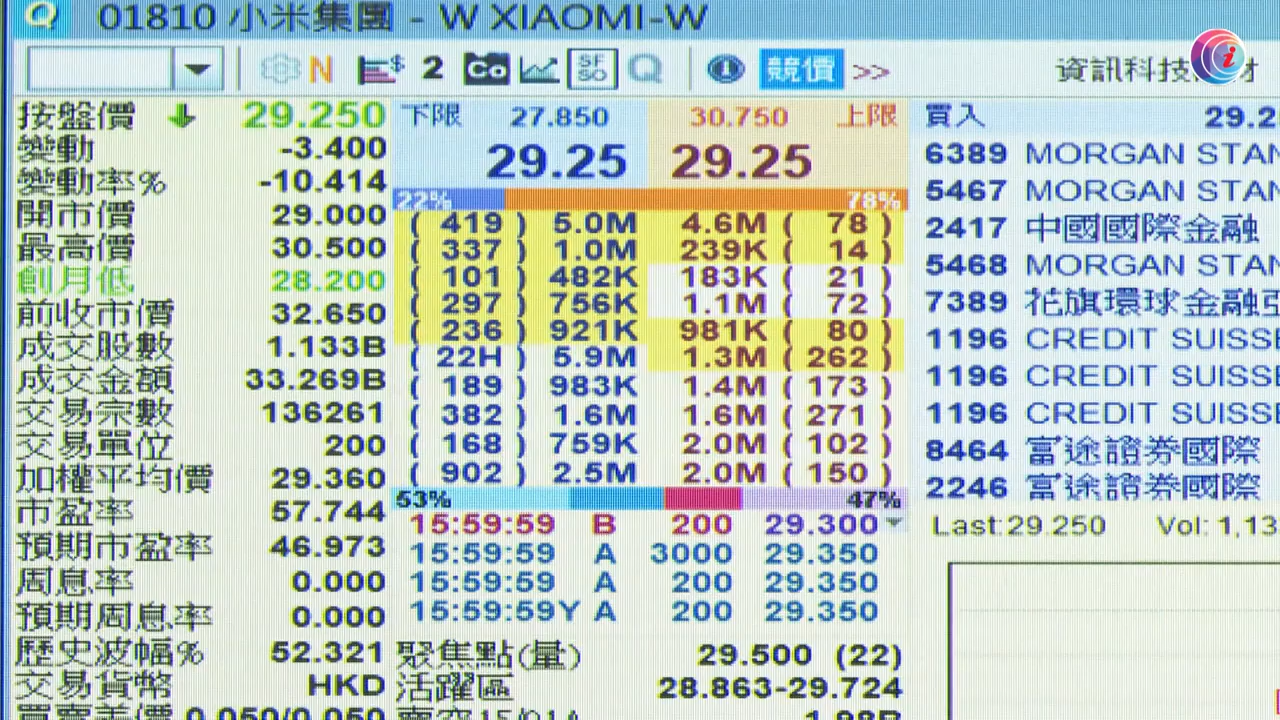 01810 小米集團 - W XIAOMI-W
N $ 2 Co SF SO Q i 競價 >> 資訊科技 材
按盤價 29.250
變動 -3.400
變動率% -10.414
開市價 29.000
最高價 30.500
創月低 28.200
前收市價 32.650
成交股數 1.133B
成交金額 33.269B
交易宗數 136261
交易單位 200
加權平均價 29.360
市盈率 57.744
預期市盈率 46.973
周息率 0.000
預期周息率 0.000
歷史波幅% 52.321
交易貨幣 HKD
買賣差價 0.050/0.050
下限 27.850 30.750 上限
29.25 29.25
22% 78%
( 419 ) 5.0M 4.6M ( 78 )
( 337 ) 1.0M 239K ( 14 )
( 101 ) 482K 183K ( 21 )
( 297 ) 756K 1.1M ( 72 )
( 236 ) 921K 981K ( 80 )
( 22H ) 5.9M 1.3M ( 262 )
( 189 ) 983K 1.4M ( 173 )
( 382 ) 1.6M 1.6M ( 271 )
( 168 ) 759K 2.0M ( 102 )
( 902 ) 2.5M 2.0M ( 150 )
53% 47%
15:59:59 B 200 29.300
15:59:59 A 3000 29.350
15:59:59 A 200 29.350
15:59:59Y A 200 29.350
聚焦點(量) 29.500 (22)
活躍區 28.863-29.724
買入 29.2
6389 MORGAN STAN
5467 MORGAN STAN
2417 中國國際金融
5468 MORGAN STAN
7389 花旗環球金融亞
1196 CREDIT SUISSE
1196 CREDIT SUISSE
1196 CREDIT SUISSE
8464 富途證券國際
2246 富途證券國際
Last:29.250 Vol: 1,13